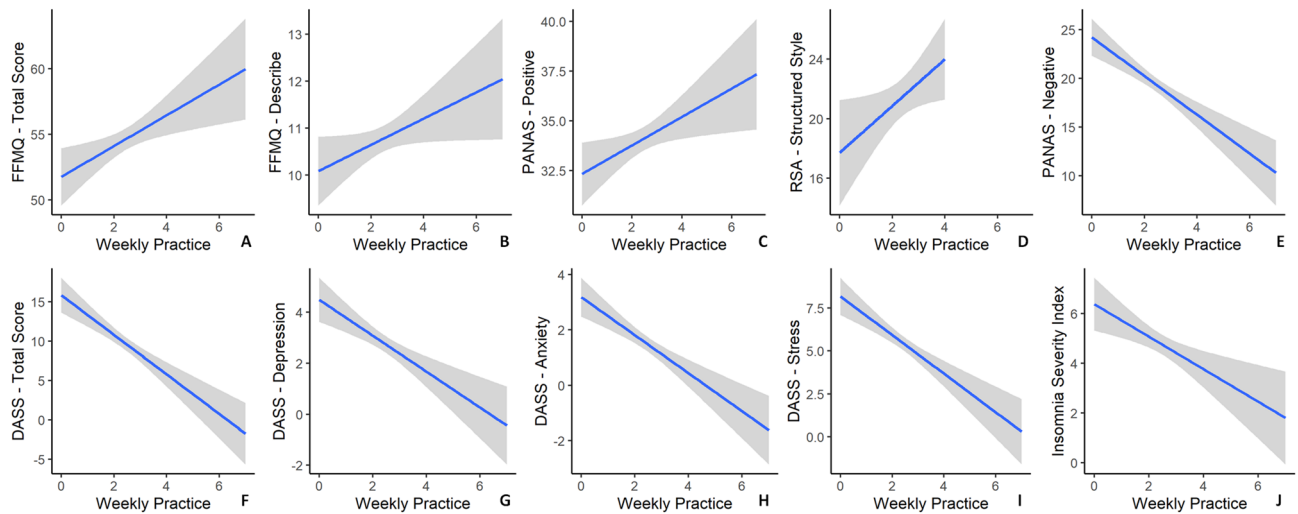 FFMQ - Total Score
60
55
50
0 2 4 6
Weekly Practice
A
FFMQ - Describe
13
12
11
10
0 2 4 6
Weekly Practice
B
PANAS - Positive
40.0
37.5
35.0
32.5
0 2 4 6
Weekly Practice
C
RSA - Structured Style
24
20
16
0 2 4 6
Weekly Practice
D
PANAS - Negative
25
20
15
10
0 2 4 6
Weekly Practice
E
DASS - Total Score
15
10
5
0
-5
0 2 4 6
Weekly Practice
F
DASS - Depression
4
2
0
-2
0 2 4 6
Weekly Practice
G
DASS - Anxiety
4
2
0
-2
0 2 4 6
Weekly Practice
H
DASS - Stress
7.5
5.0
2.5
0.0
0 2 4 6
Weekly Practice
I
Insomnia Severity Index
6
4
2
0
0 2 4 6
Weekly Practice
J